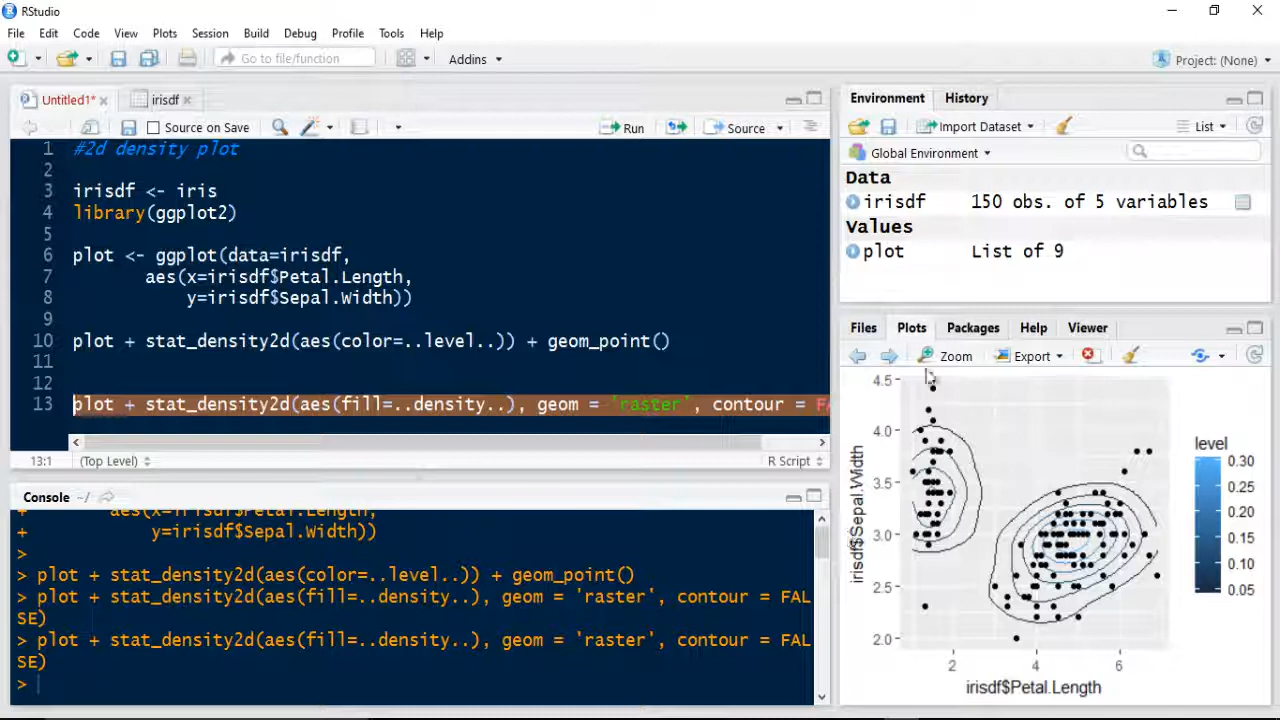 RStudio
File Edit Code View Plots Session Build Debug Profile Tools Help
Go to file/function Addins Project: (None)
Untitled1* irisdf
Source on Save Run Source
1 #2d density plot
2
3 irisdf <- iris
4 library(ggplot2)
5
6 plot <- ggplot(data=irisdf,
7 aes(x=irisdf$Petal.Length,
8 y=irisdf$Sepal.Width))
9
10 plot + stat_density2d(aes(color=..level..)) + geom_point()
11
12
13 plot + stat_density2d(aes(fill=..density..), geom = 'raster', contour = FA
13:1 (Top Level) R Script
Console ~/
+ aes(x=irisdf$Petal.Length,
+ y=irisdf$Sepal.Width))
>
> plot + stat_density2d(aes(color=..level..)) + geom_point()
> plot + stat_density2d(aes(fill=..density..), geom = 'raster', contour = FAL
SE)
> plot + stat_density2d(aes(fill=..density..), geom = 'raster', contour = FAL
SE)
>
Environment History
Import Dataset List
Global Environment
Data
irisdf 150 obs. of 5 variables
Values
plot List of 9
Files Plots Packages Help Viewer
Zoom Export
4.5
4.0
3.5
3.0
2.5
2.0
irisdf$Sepal.Width
2 4 6
irisdf$Petal.Length
level
0.30
0.25
0.20
0.15
0.10
0.05